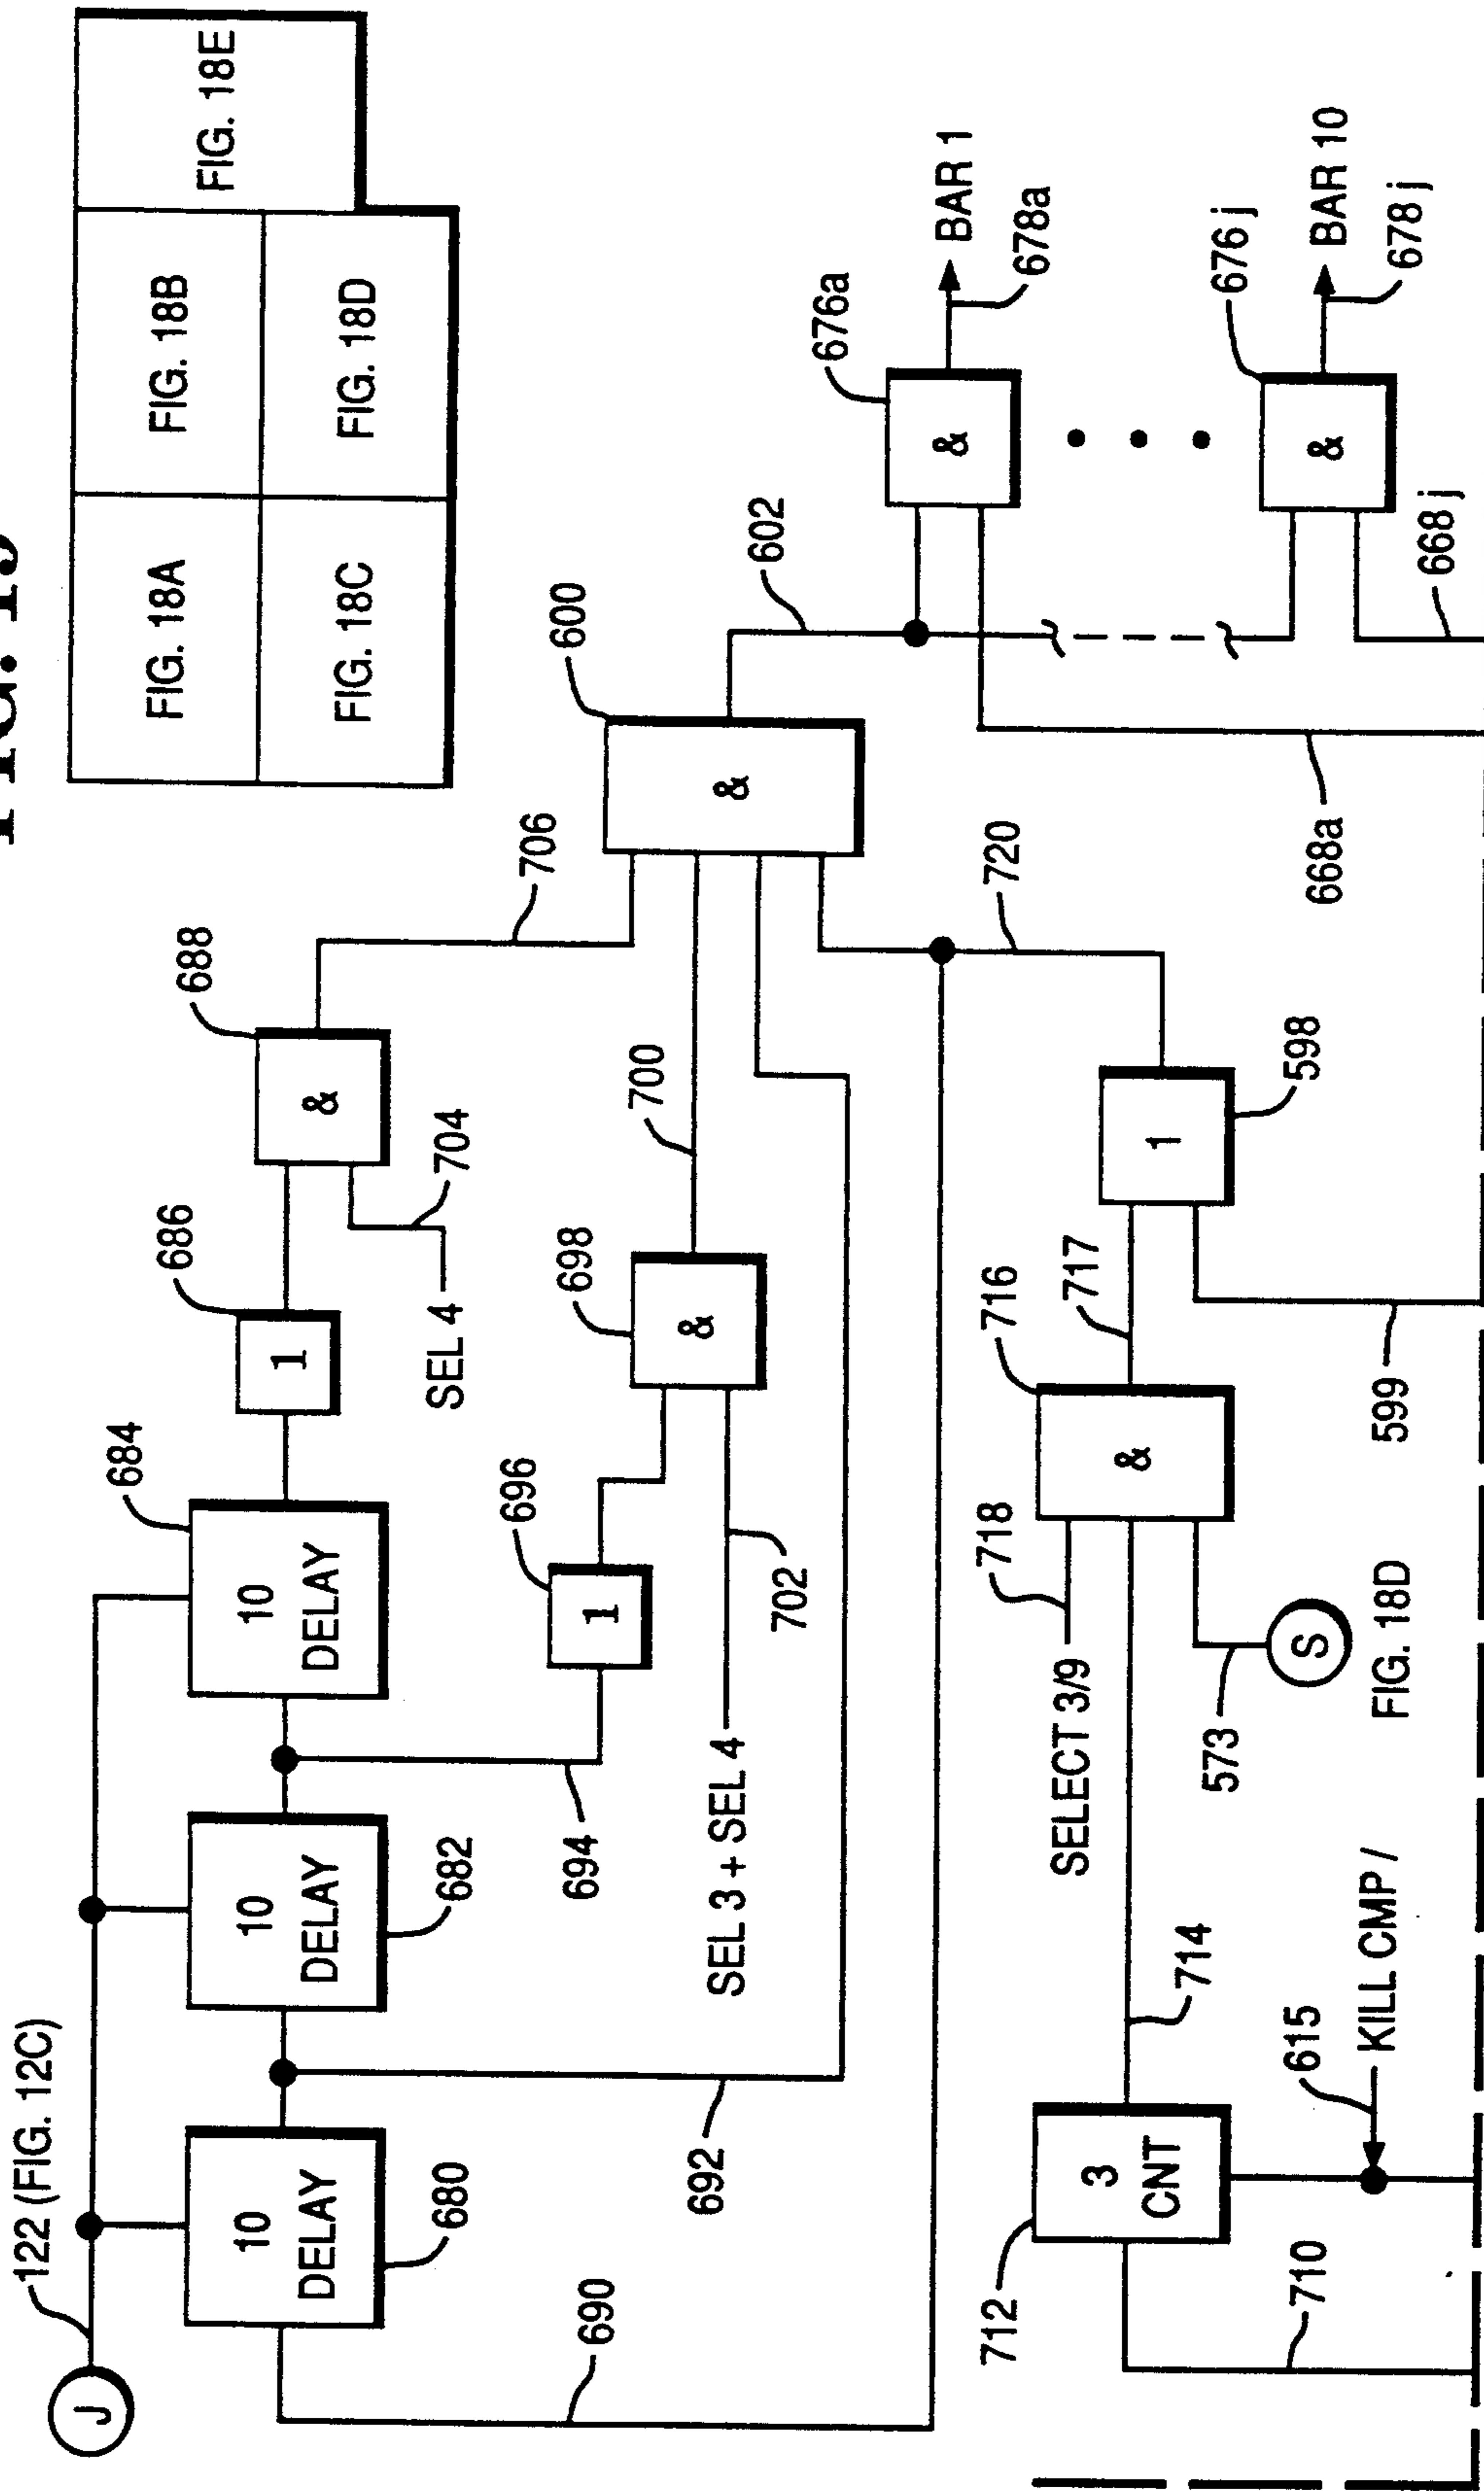 FIG. 18A
FIG. 18B
FIG. 18E
FIG. 18C
FIG. 18D
J
122 (FIG. 12C)
10
DELAY
680
10
DELAY
682
10
DELAY
684
1
686
&
688
SEL 4
704
706
690
692
694
1
696
&
698
SEL 3 + SEL 4
702
700
&
600
602
&
676a
BAR 1
678a
&
676 j
BAR 10
678 j
668a
668 j
720
SELECT 3/9
718
&
716
717
1
598
599
S
573
FIG. 18D
3
CNT
712
714
710
615
KILL CMP /